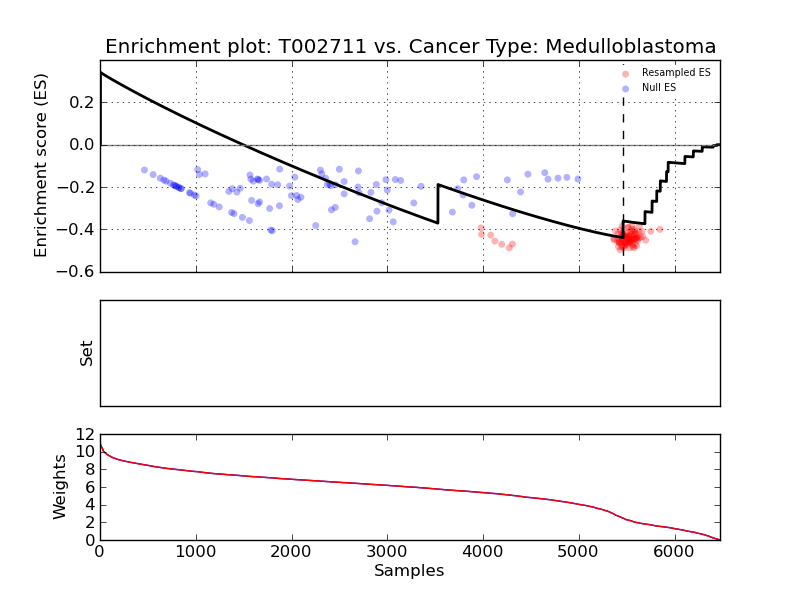 Enrichment plot: T002711 vs. Cancer Type: Medulloblastoma
Enrichment score (ES)
0.2
0.0
−0.2
−0.4
−0.6
Resampled ES
Null ES
Set
Weights
12
10
8
6
4
2
0
0 1000 2000 3000 4000 5000 6000
Samples